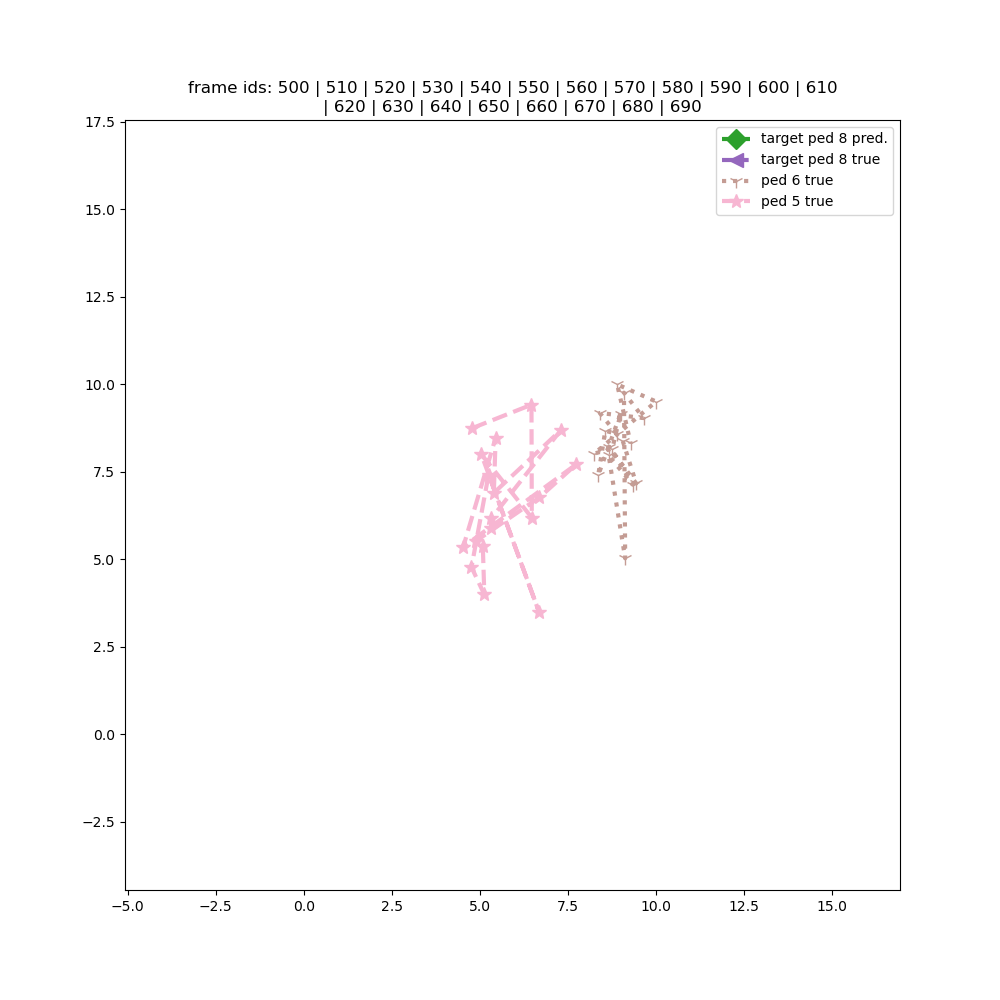 frame ids: 500 | 510 | 520 | 530 | 540 | 550 | 560 | 570 | 580 | 590 | 600 | 610
| 620 | 630 | 640 | 650 | 660 | 670 | 680 | 690
target ped 8 pred.
target ped 8 true
ped 6 true
ped 5 true
17.5
15.0
12.5
10.0
7.5
5.0
2.5
0.0
−2.5
−5.0 −2.5 0.0 2.5 5.0 7.5 10.0 12.5 15.0